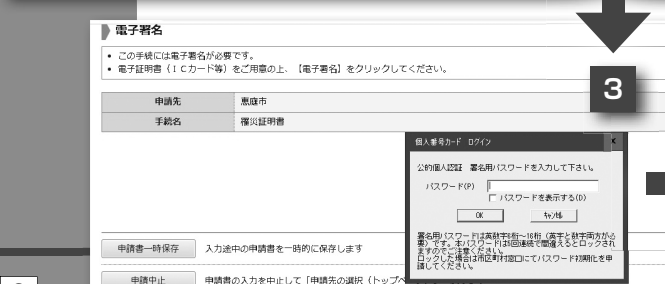 電子署名
• この手続には電子署名が必要です。
• 電子証明書（ＩＣカード等）をご用意の上、【電子署名】をクリックしてください。
3
申請先 恵庭市
手続名 罹災証明書
個人番号カード ログイン x
公的個人認証 署名用パスワードを入力して下さい。
パスワード(P)
パスワードを表示する(D)
OK キャンセル
署名用パスワードは英数字6桁～16桁（英字と数字両方が必
要）です。本パスワードは5回連続で間違えるとロックされ
ますのでご注意ください。
ロックした場合は市区町村窓口にてパスワード初期化を申
請してください。
申請書一時保存 入力途中の申請書を一時的に保存します
申請中止 申請書の入力を中止して「申請先の選択（トップペ